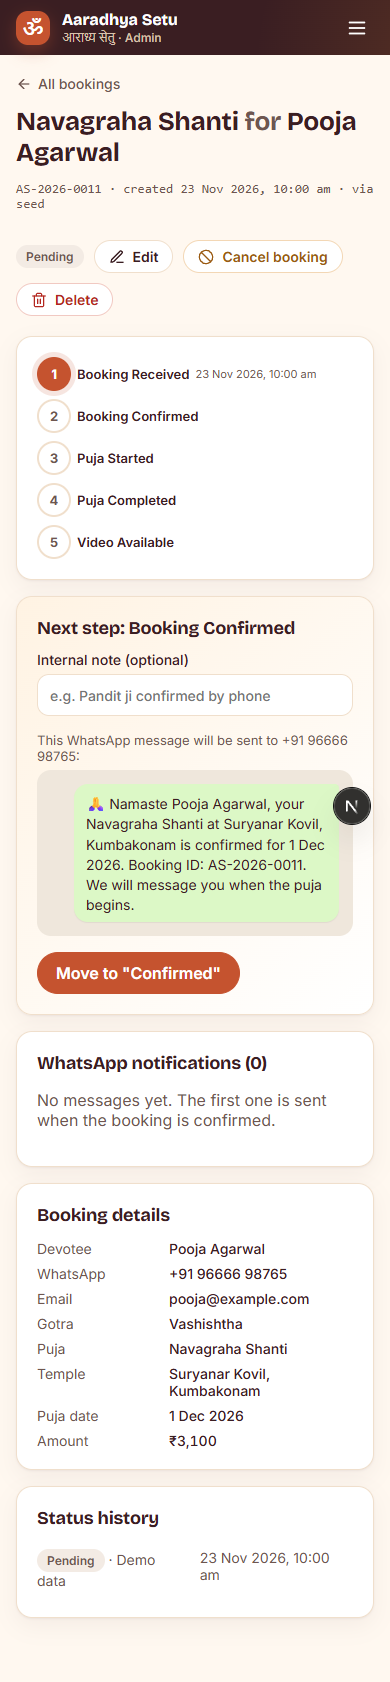 ॐ
Aaradhya Setu
आराध्य सेतु · Admin
← All bookings
Navagraha Shanti for Pooja
Agarwal
AS-2026-0011 · created 23 Nov 2026, 10:00 am · via
seed
Pending
Edit
Cancel booking
Delete
1 Booking Received 23 Nov 2026, 10:00 am
2 Booking Confirmed
3 Puja Started
4 Puja Completed
5 Video Available
Next step: Booking Confirmed
Internal note (optional)
e.g. Pandit ji confirmed by phone
This WhatsApp message will be sent to +91 96666
98765:
🙏 Namaste Pooja Agarwal, your
Navagraha Shanti at Suryanar Kovil,
Kumbakonam is confirmed for 1 Dec
2026. Booking ID: AS-2026-0011.
We will message you when the puja
begins.
N
Move to "Confirmed"
WhatsApp notifications (0)
No messages yet. The first one is sent
when the booking is confirmed.
Booking details
Devotee Pooja Agarwal
WhatsApp +91 96666 98765
Email pooja@example.com
Gotra Vashishtha
Puja Navagraha Shanti
Temple Suryanar Kovil,
Kumbakonam
Puja date 1 Dec 2026
Amount ₹3,100
Status history
Pending · Demo
data
23 Nov 2026, 10:00
am